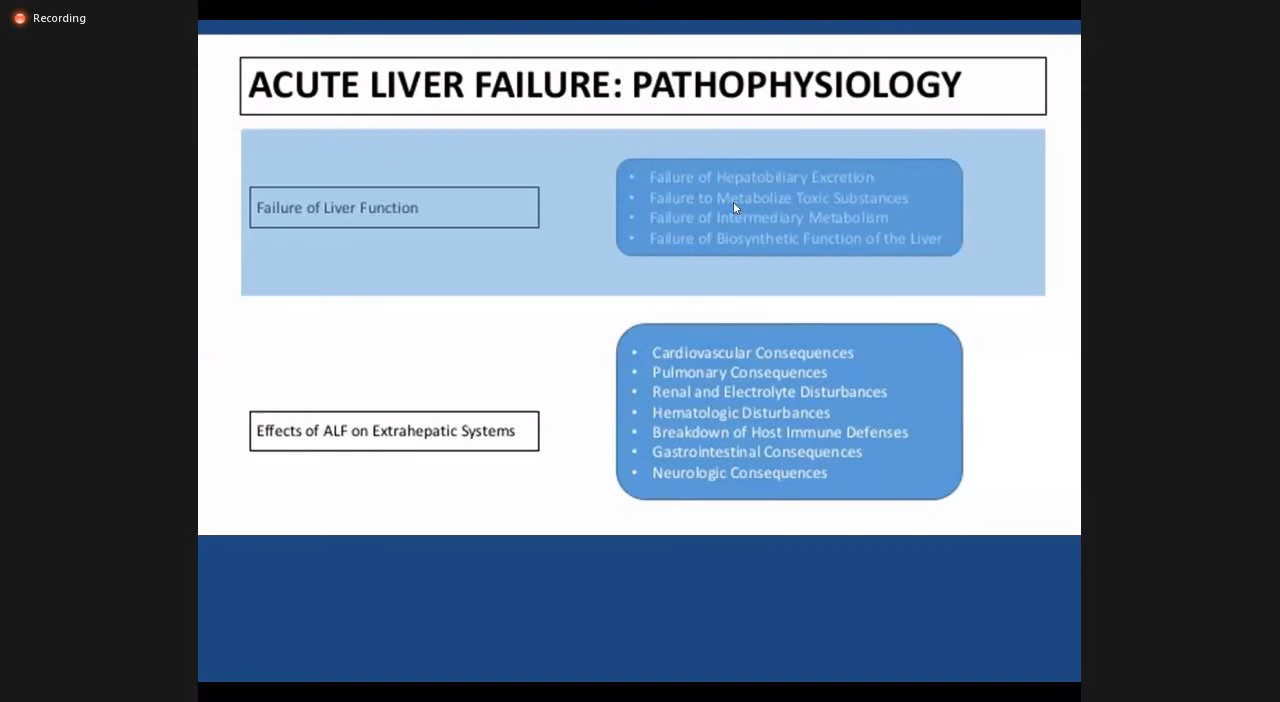 Recording
ACUTE LIVER FAILURE: PATHOPHYSIOLOGY
Failure of Liver Function
• Failure of Hepatobiliary Excretion
• Failure to Metabolize Toxic Substances
• Failure of Intermediary Metabolism
• Failure of Biosynthetic Function of the Liver
Effects of ALF on Extrahepatic Systems
• Cardiovascular Consequences
• Pulmonary Consequences
• Renal and Electrolyte Disturbances
• Hematologic Disturbances
• Breakdown of Host Immune Defenses
• Gastrointestinal Consequences
• Neurologic Consequences